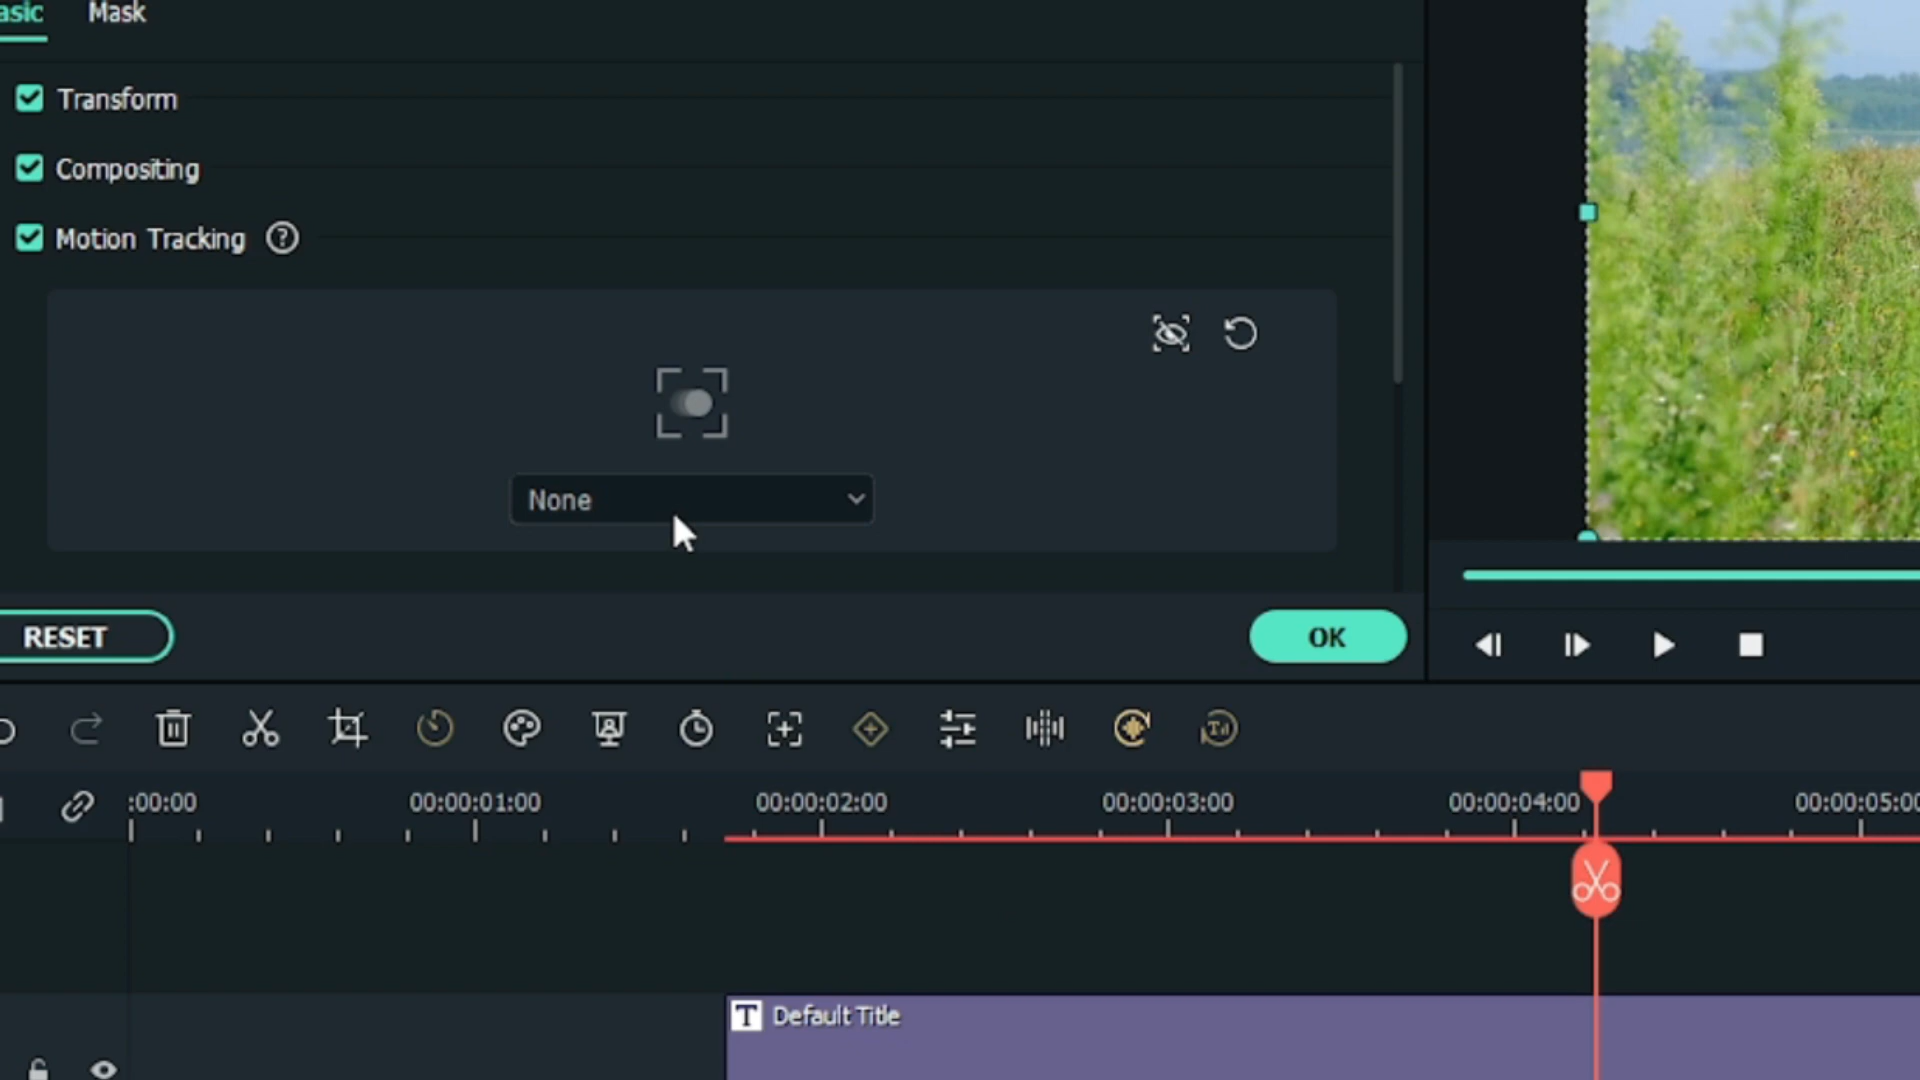 asic Mask
Transform
Compositing
Motion Tracking ?
None
RESET
OK
:00:00 00:00:01:00 00:00:02:00 00:00:03:00 00:00:04:00 00:00:05:00
T Default Title